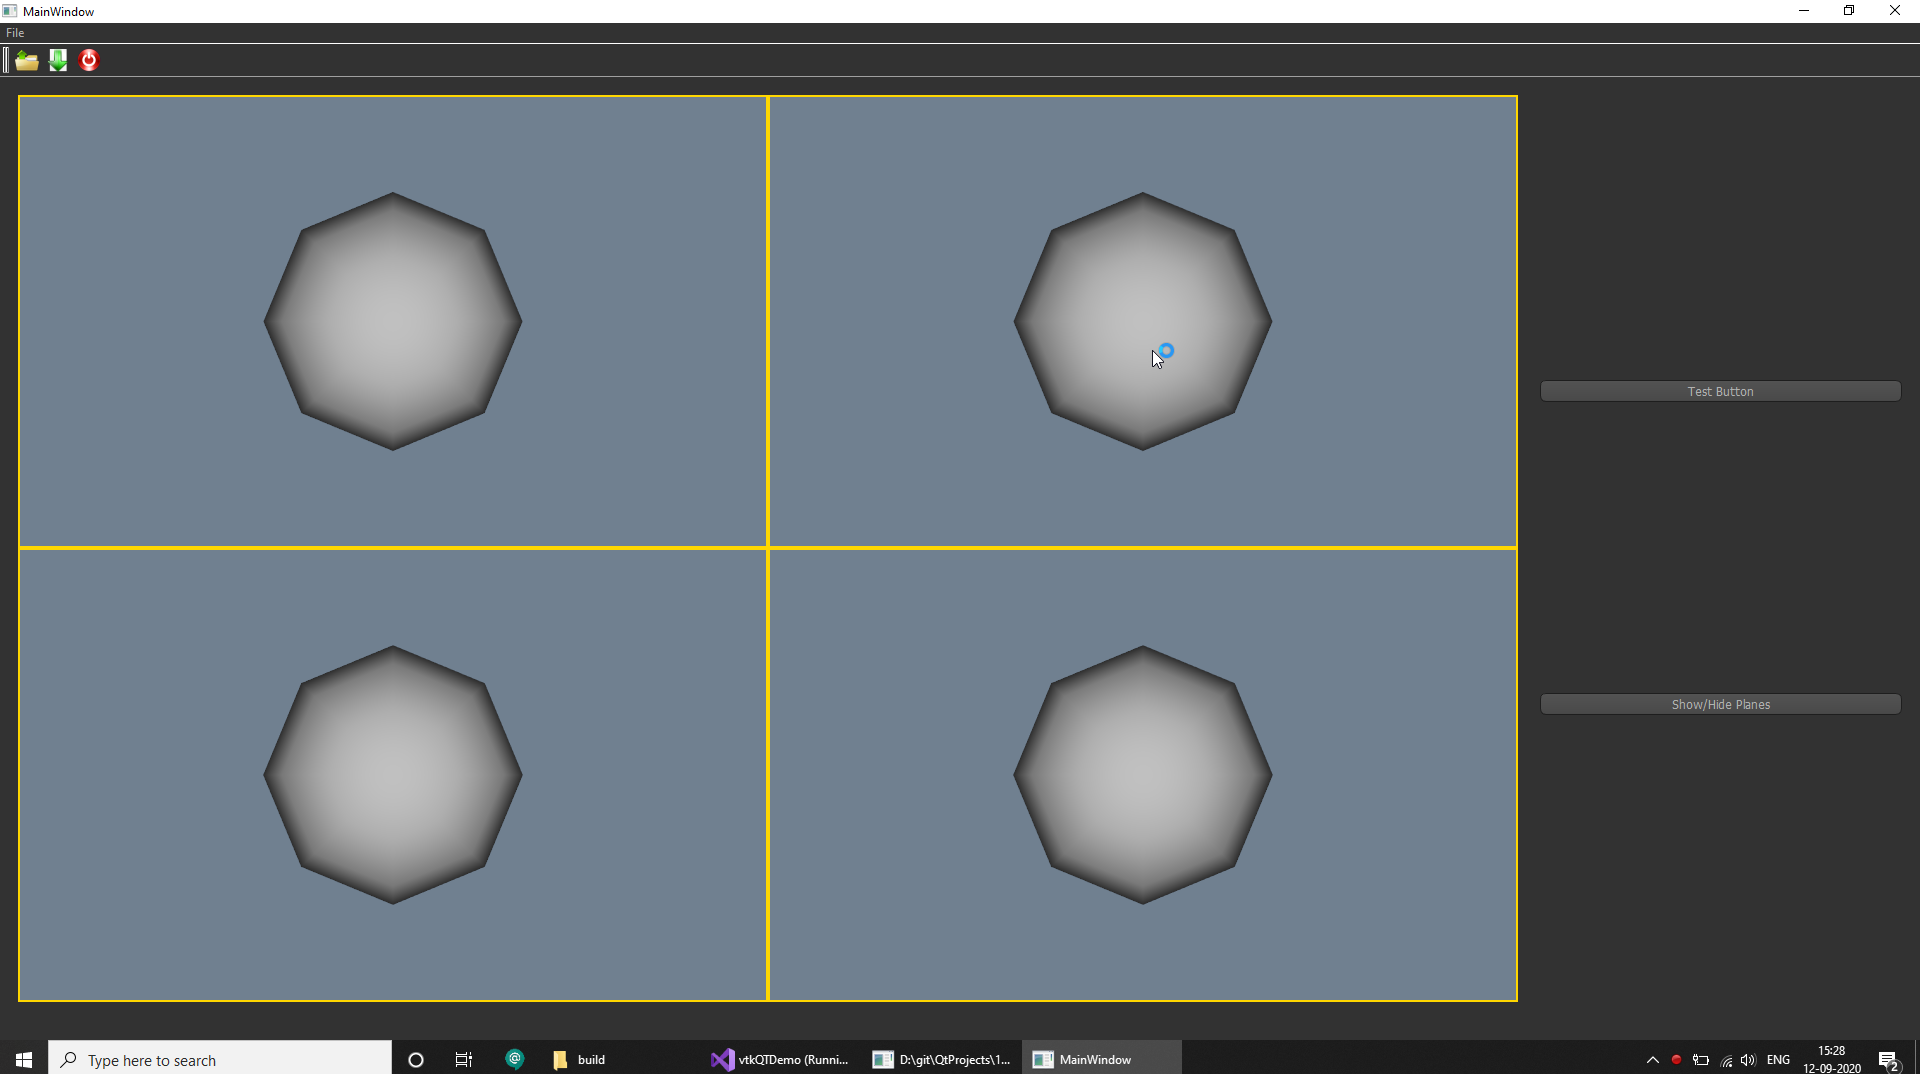 MainWindow
File
Test Button
Show/Hide Planes
Type here to search
build
vtkQTDemo (Runni...
D:\git\QtProjects\1...
MainWindow
ENG
15:28
12-09-2020
2